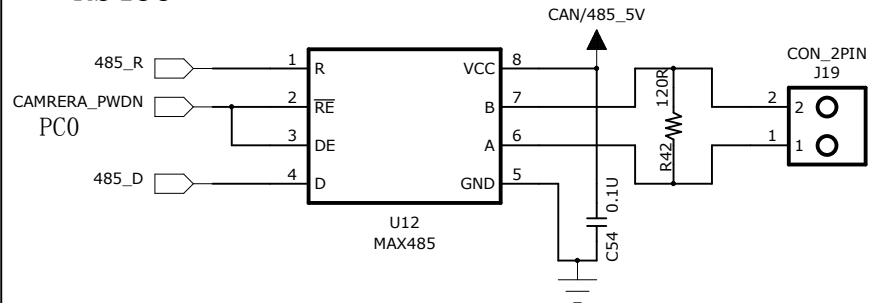 RS485
CAN/485_5V
485_R
1
R
VCC
8
CON_2PIN
J19
CAMRERA_PWDN
PC0
2
RE
B
7
120R
2
2
3
DE
A
6
R42
1
1
485_D
4
D
GND
5
U12
MAX485
0.1U
C54